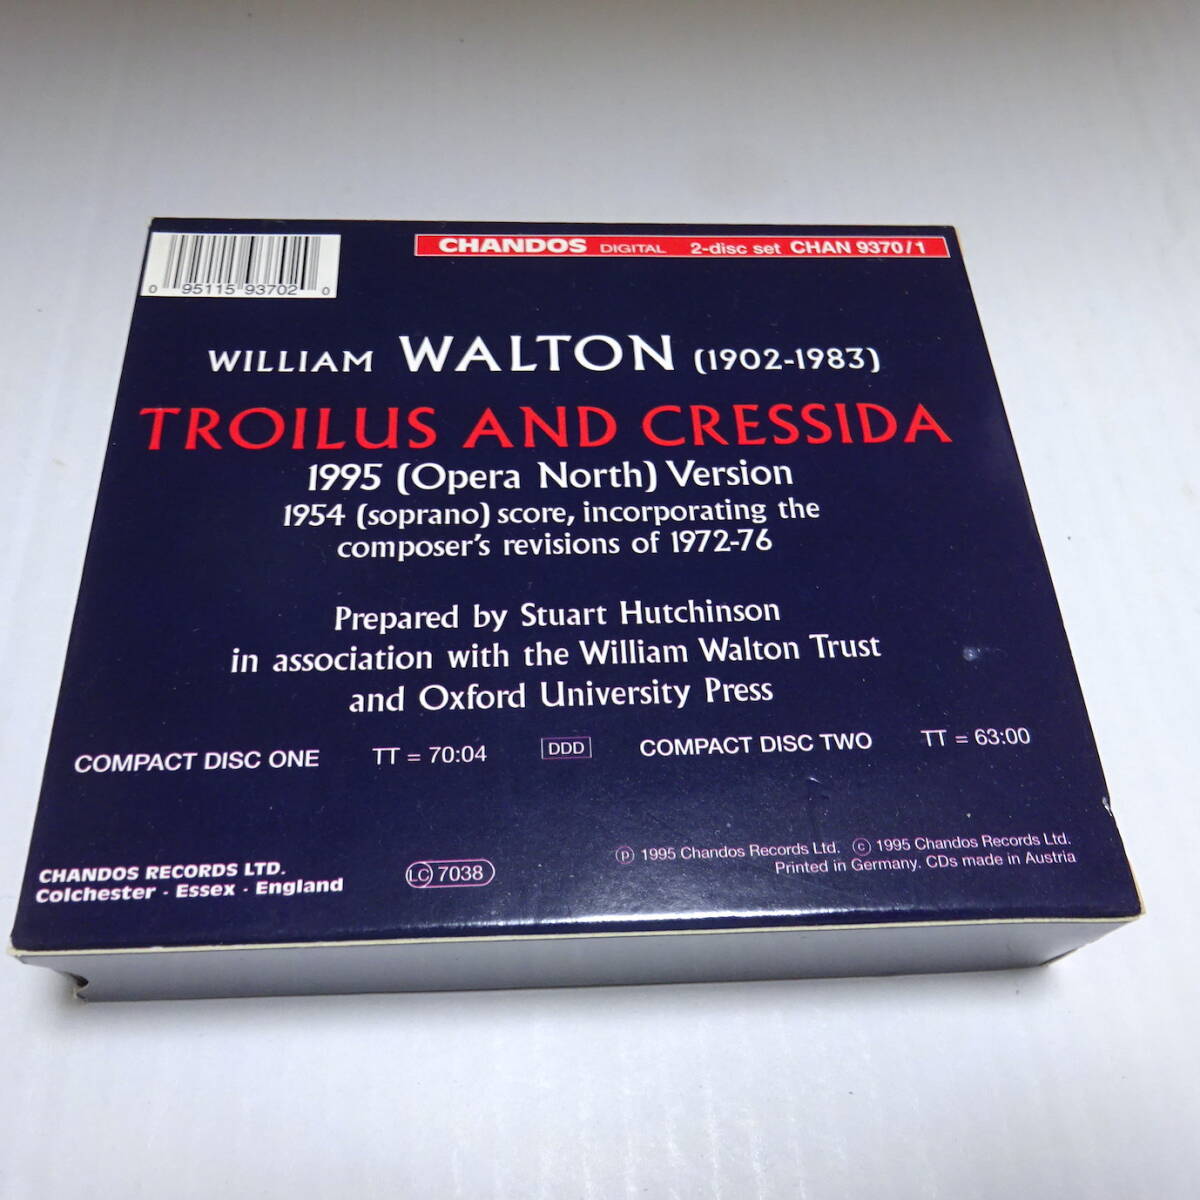 CHANDOS DIGITAL 2-disc set CHAN 9370/1
0 95115 93702 0
WILLIAM WALTON (1902-1983)
TROILUS AND CRESSIDA
1995 (Opera North) Version
1954 (soprano) score, incorporating the
composer's revisions of 1972-76
Prepared by Stuart Hutchinson
in association with the William Walton Trust
and Oxford University Press
COMPACT DISC ONE TT = 70:04 DDD COMPACT DISC TWO TT = 63:00
CHANDOS RECORDS LTD.
Colchester · Essex · England
LC 7038
℗ 1995 Chandos Records Ltd. © 1995 Chandos Records Ltd.
Printed in Germany. CDs made in Austria